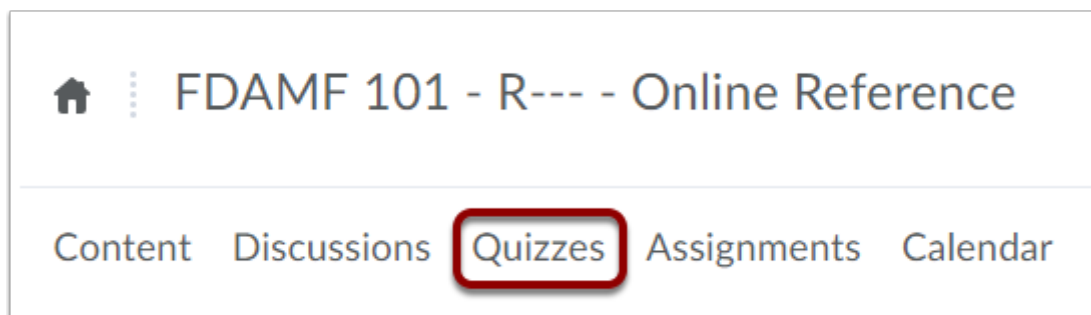 FDAMF 101 - R--- - Online Reference
Content Discussions Quizzes Assignments Calendar